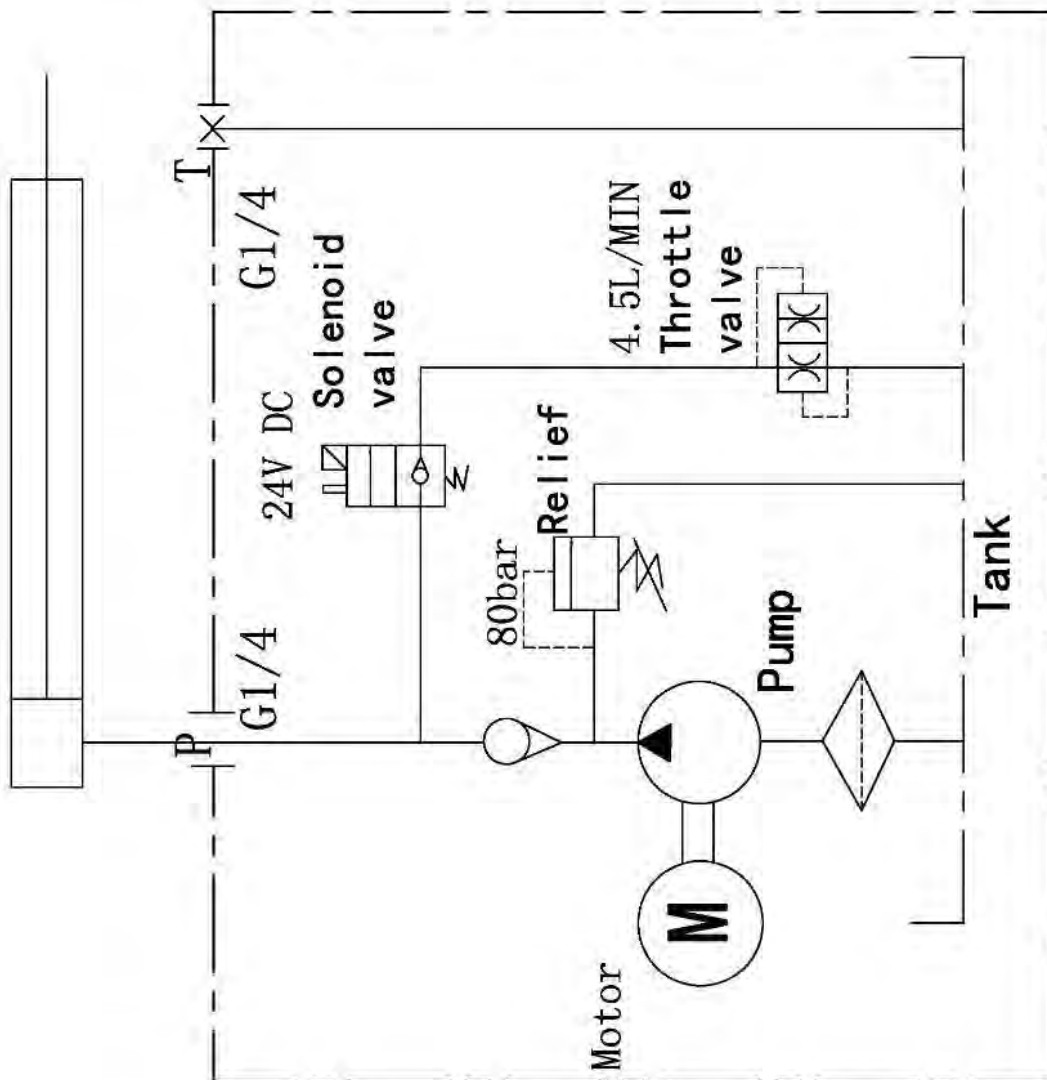 T
G1/4
Solenoid
valve
24V DC
4.5L/MIN
Throttle
valve
P
G1/4
80bar
Relief
Pump
Tank
M
Motor